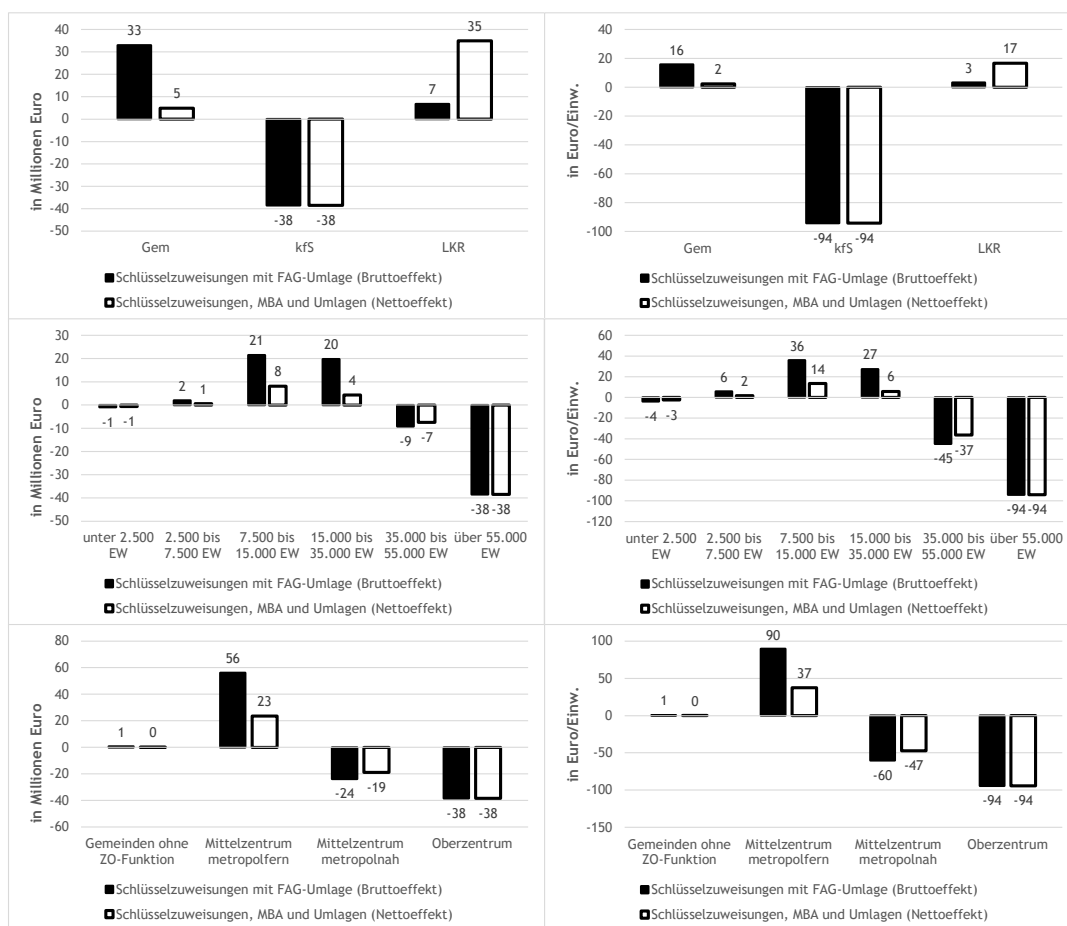 in Millionen Euro
40
30
20
10
0
-10
-20
-30
-40
-50
33
5
-38
-38
7
35
Gem
kfS
LKR
Schlüsselzuweisungen mit FAG-Umlage (Bruttoeffekt)
Schlüsselzuweisungen, MBA und Umlagen (Nettoeffekt)
in Euro/Einw.
40
20
0
-20
-40
-60
-80
-100
16
2
-94
-94
3
17
Gem
kfS
LKR
Schlüsselzuweisungen mit FAG-Umlage (Bruttoeffekt)
Schlüsselzuweisungen, MBA und Umlagen (Nettoeffekt)
in Millionen Euro
30
20
10
0
-10
-20
-30
-40
-50
-1
-1
2
1
21
8
20
4
-9
-7
-38
-38
unter 2.500
EW
2.500 bis
7.500 EW
7.500 bis
15.000 EW
15.000 bis
35.000 EW
35.000 bis
55.000 EW
über 55.000
EW
Schlüsselzuweisungen mit FAG-Umlage (Bruttoeffekt)
Schlüsselzuweisungen, MBA und Umlagen (Nettoeffekt)
in Euro/Einw.
60
40
20
0
-20
-40
-60
-80
-100
-120
-4
-3
6
2
36
14
27
6
-45
-37
-94
-94
unter 2.500
EW
2.500 bis
7.500 EW
7.500 bis
15.000 EW
15.000 bis
35.000 EW
35.000 bis
55.000 EW
über 55.000
EW
Schlüsselzuweisungen mit FAG-Umlage (Bruttoeffekt)
Schlüsselzuweisungen, MBA und Umlagen (Nettoeffekt)
in Millionen Euro
80
60
40
20
0
-20
-40
-60
1
0
56
23
-24
-19
-38
-38
Gemeinden ohne
ZO-Funktion
Mittelzentrum
metropolfern
Mittelzentrum
metropolnah
Oberzentrum
Schlüsselzuweisungen mit FAG-Umlage (Bruttoeffekt)
Schlüsselzuweisungen, MBA und Umlagen (Nettoeffekt)
in Euro/Einw.
100
50
0
-50
-100
-150
1
0
90
37
-60
-47
-94
-94
Gemeinden ohne
ZO-Funktion
Mittelzentrum
metropolfern
Mittelzentrum
metropolnah
Oberzentrum
Schlüsselzuweisungen mit FAG-Umlage (Bruttoeffekt)
Schlüsselzuweisungen, MBA und Umlagen (Nettoeffekt)